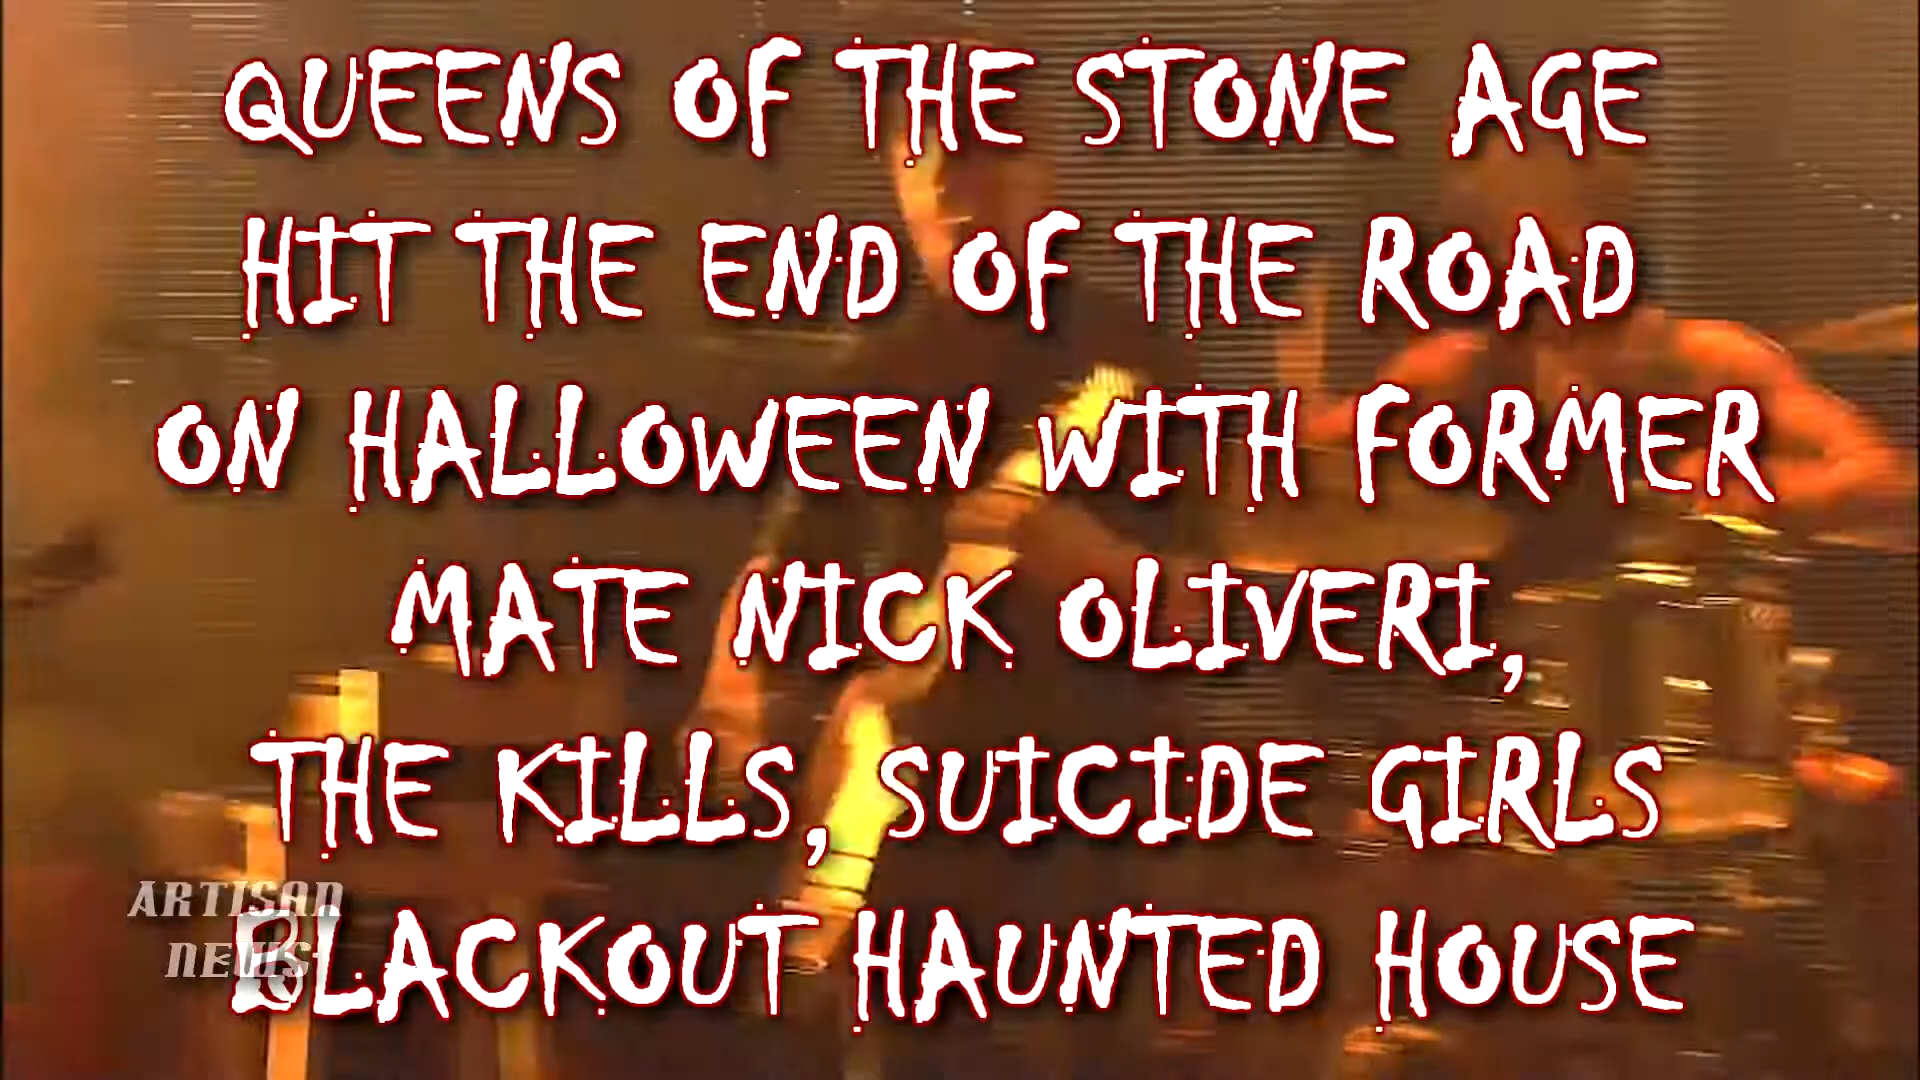 QUEENS OF THE STONE AGE
HIT THE END OF THE ROAD
ON HALLOWEEN WITH FORMER
MATE NICK OLIVERI,
THE KILLS, SUICIDE GIRLS
BLACKOUT HAUNTED HOUSE
ARTISAN
NEWS